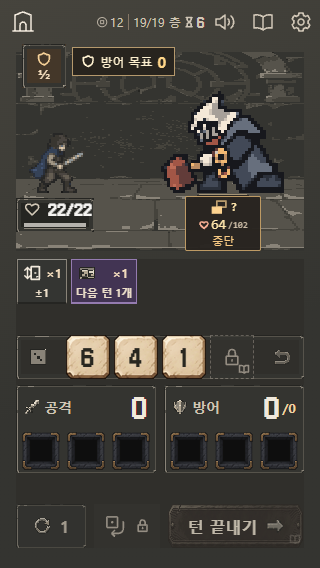 12 19/19 층 6
½ 방어 목표 0
22/22
?
64 /102
중단
×1 ×1
±1 다음 턴 1개
6 4 1
공격 0 방어 0/0
1 턴 끝내기